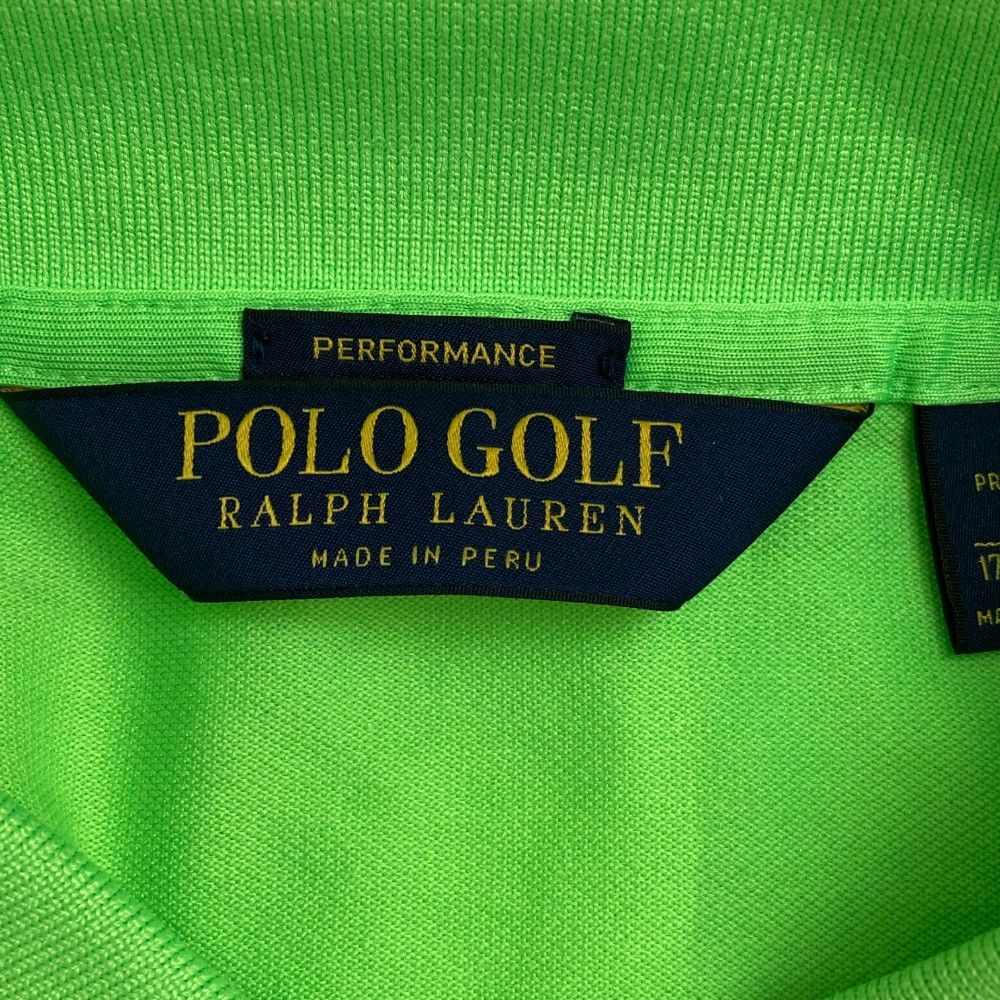 PERFORMANCE
POLO GOLF
RALPH LAUREN
MADE IN PERU